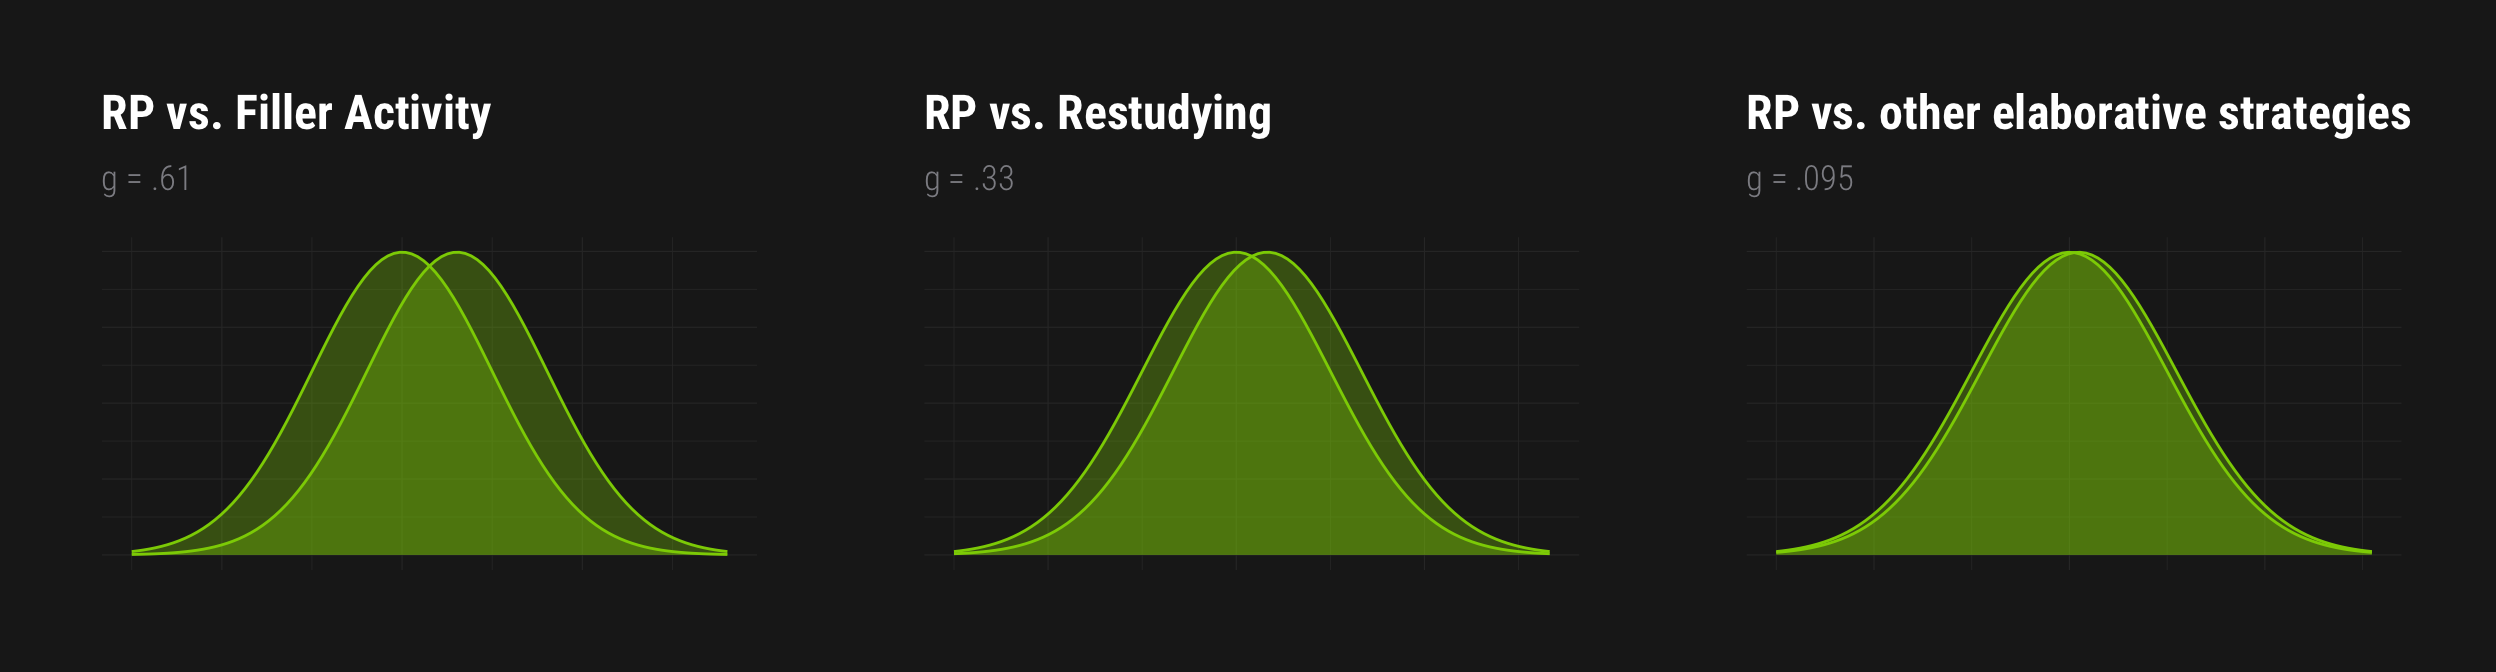 RP vs. Filler Activity
g = .61
RP vs. Restudying
g = .33
RP vs. other elaborative strategies
g = .095